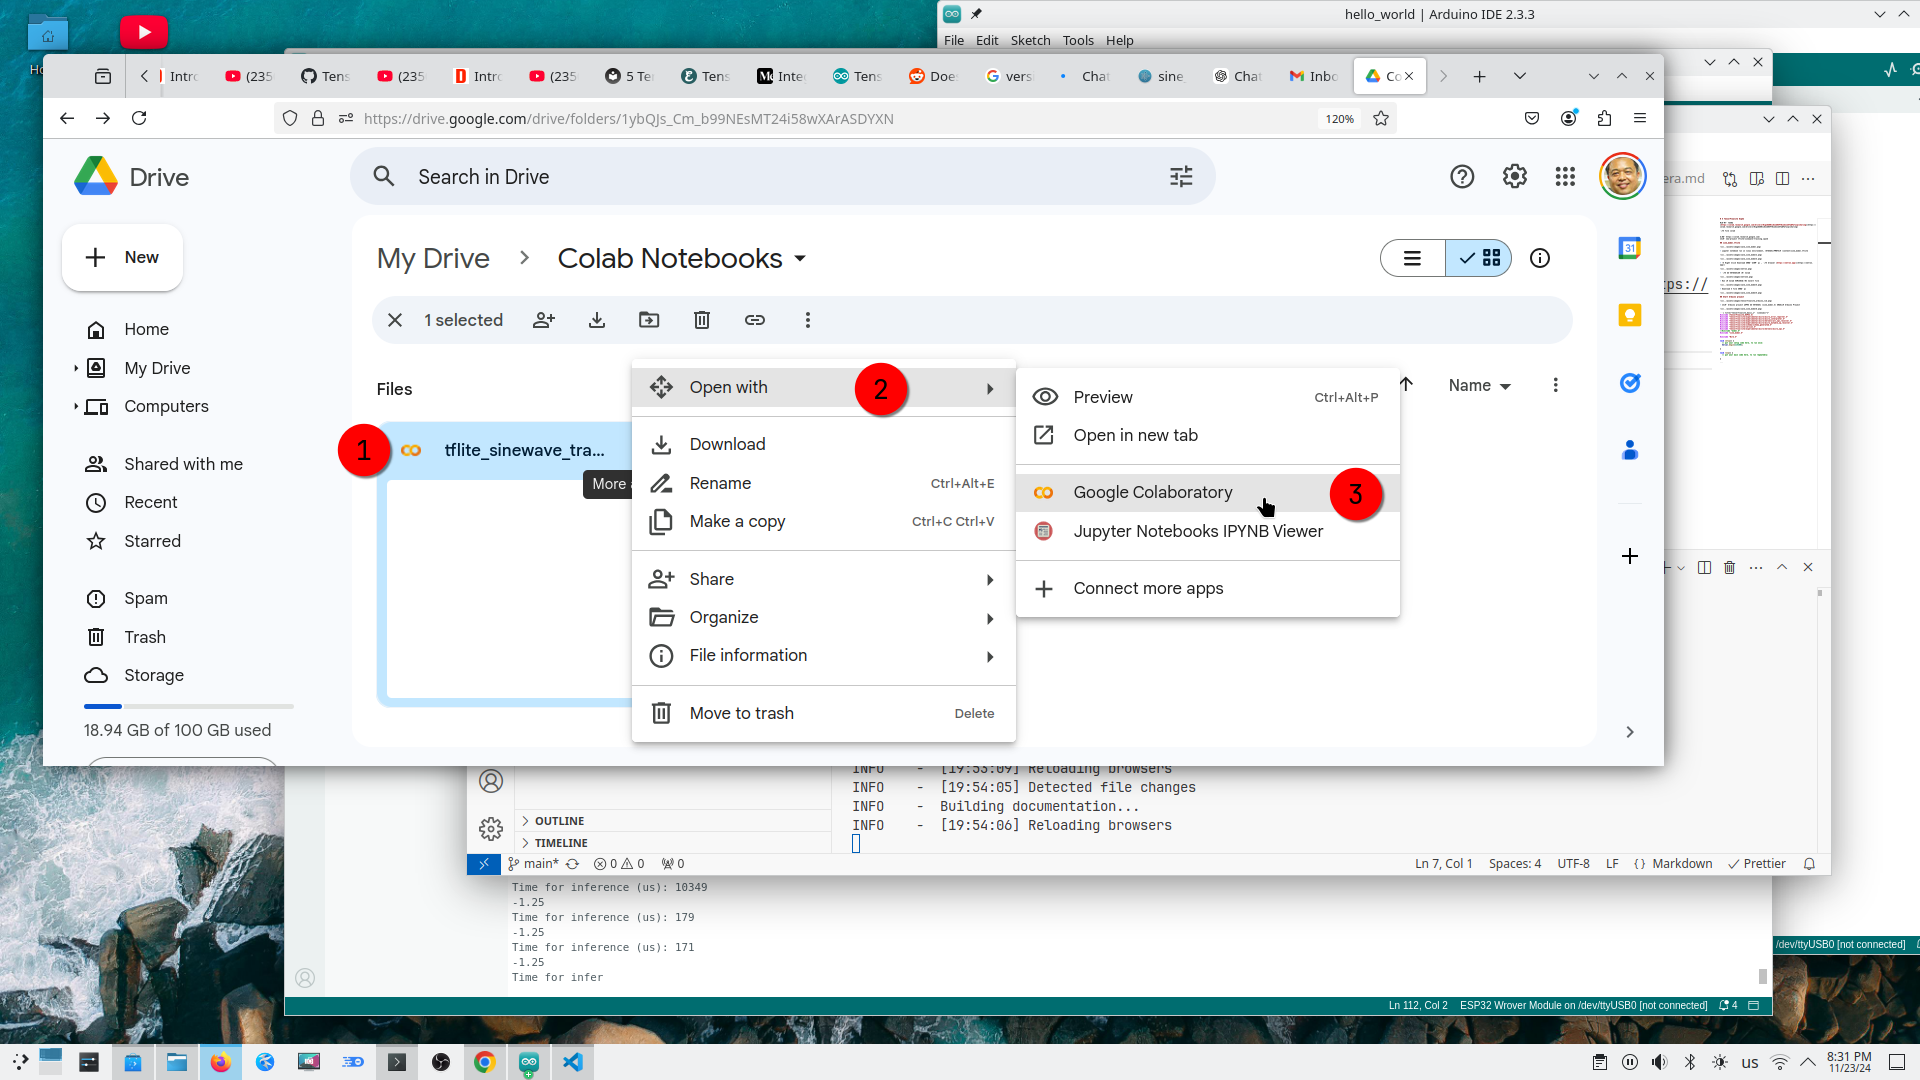 hello_world | Arduino IDE 2.3.3
File Edit Sketch Tools Help
Intro
(235
Tens
(235
Intro
(235
5 Te
Tens
Inte
Tens
Does
vers
Chat
sine
Chat
Inbo
Co
https://drive.google.com/drive/folders/1ybQJs_Cm_b99NEsMT24i58wXArASDYXN
120%
Drive
Search in Drive
era.md
New
My Drive
Colab Notebooks
31
ps://
1 selected
Home
My Drive
Computers
Shared with me
Recent
Starred
Spam
Trash
Storage
18.94 GB of 100 GB used
Files
Name
1
tflite_sinewave_tra...
More
Open with
2
Download
Rename Ctrl+Alt+E
Make a copy Ctrl+C Ctrl+V
Share
Organize
File information
Move to trash Delete
Preview Ctrl+Alt+P
Open in new tab
Google Colaboratory
3
Jupyter Notebooks IPYNB Viewer
Connect more apps
INFO - [19:53:09] Reloading browsers
INFO - [19:54:05] Detected file changes
INFO - Building documentation...
INFO - [19:54:06] Reloading browsers
OUTLINE
TIMELINE
main* 0 0 0
Ln 7, Col 1 Spaces: 4 UTF-8 LF {} Markdown Prettier
Time for inference (us): 10349
-1.25
Time for inference (us): 179
-1.25
Time for inference (us): 171
-1.25
Time for infer
/dev/ttyUSB0 [not connected]
Ln 112, Col 2 ESP32 Wrover Module on /dev/ttyUSB0 [not connected] 4
us
8:31 PM
11/23/24